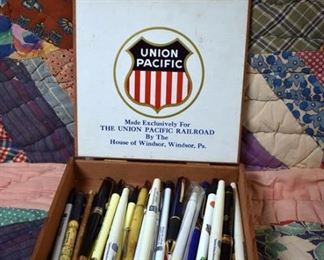 UNION
PACIFIC
Made Exclusively For
THE UNION PACIFIC RAILROAD
By The
House of Windsor, Windsor, Pa.